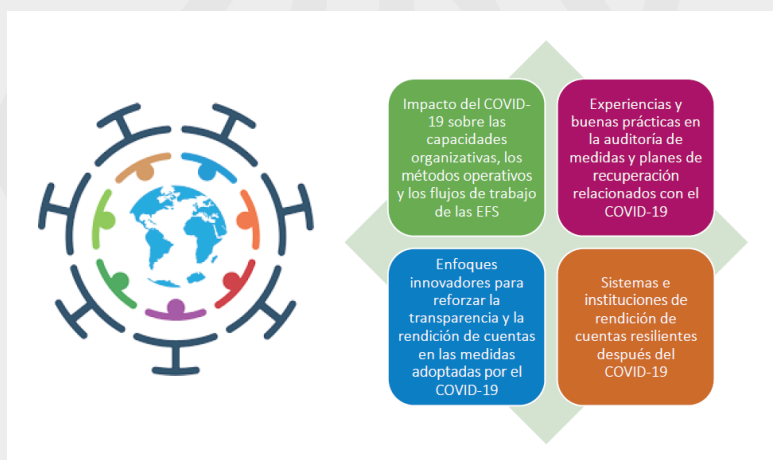 Impacto del COVID-
19 sobre las
capacidades
organizativas, los
métodos operativos
y los flujos de trabajo
de las EFS
Experiencias y
buenas prácticas en
la auditoría de
medidas y planes de
recuperación
relacionados con el
COVID-19
Enfoques
innovadores para
reforzar la
transparencia y la
rendición de cuentas
en las medidas
adoptadas por el
COVID-19
Sistemas e
instituciones de
rendición de
cuentas resilientes
después del
COVID-19